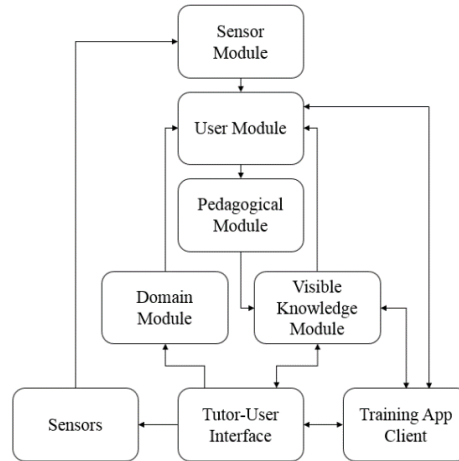 Sensor
Module
User Module
Pedagogical
Module
Domain
Module
Visible
Knowledge
Module
Sensors
Tutor-User
Interface
Training App
Client